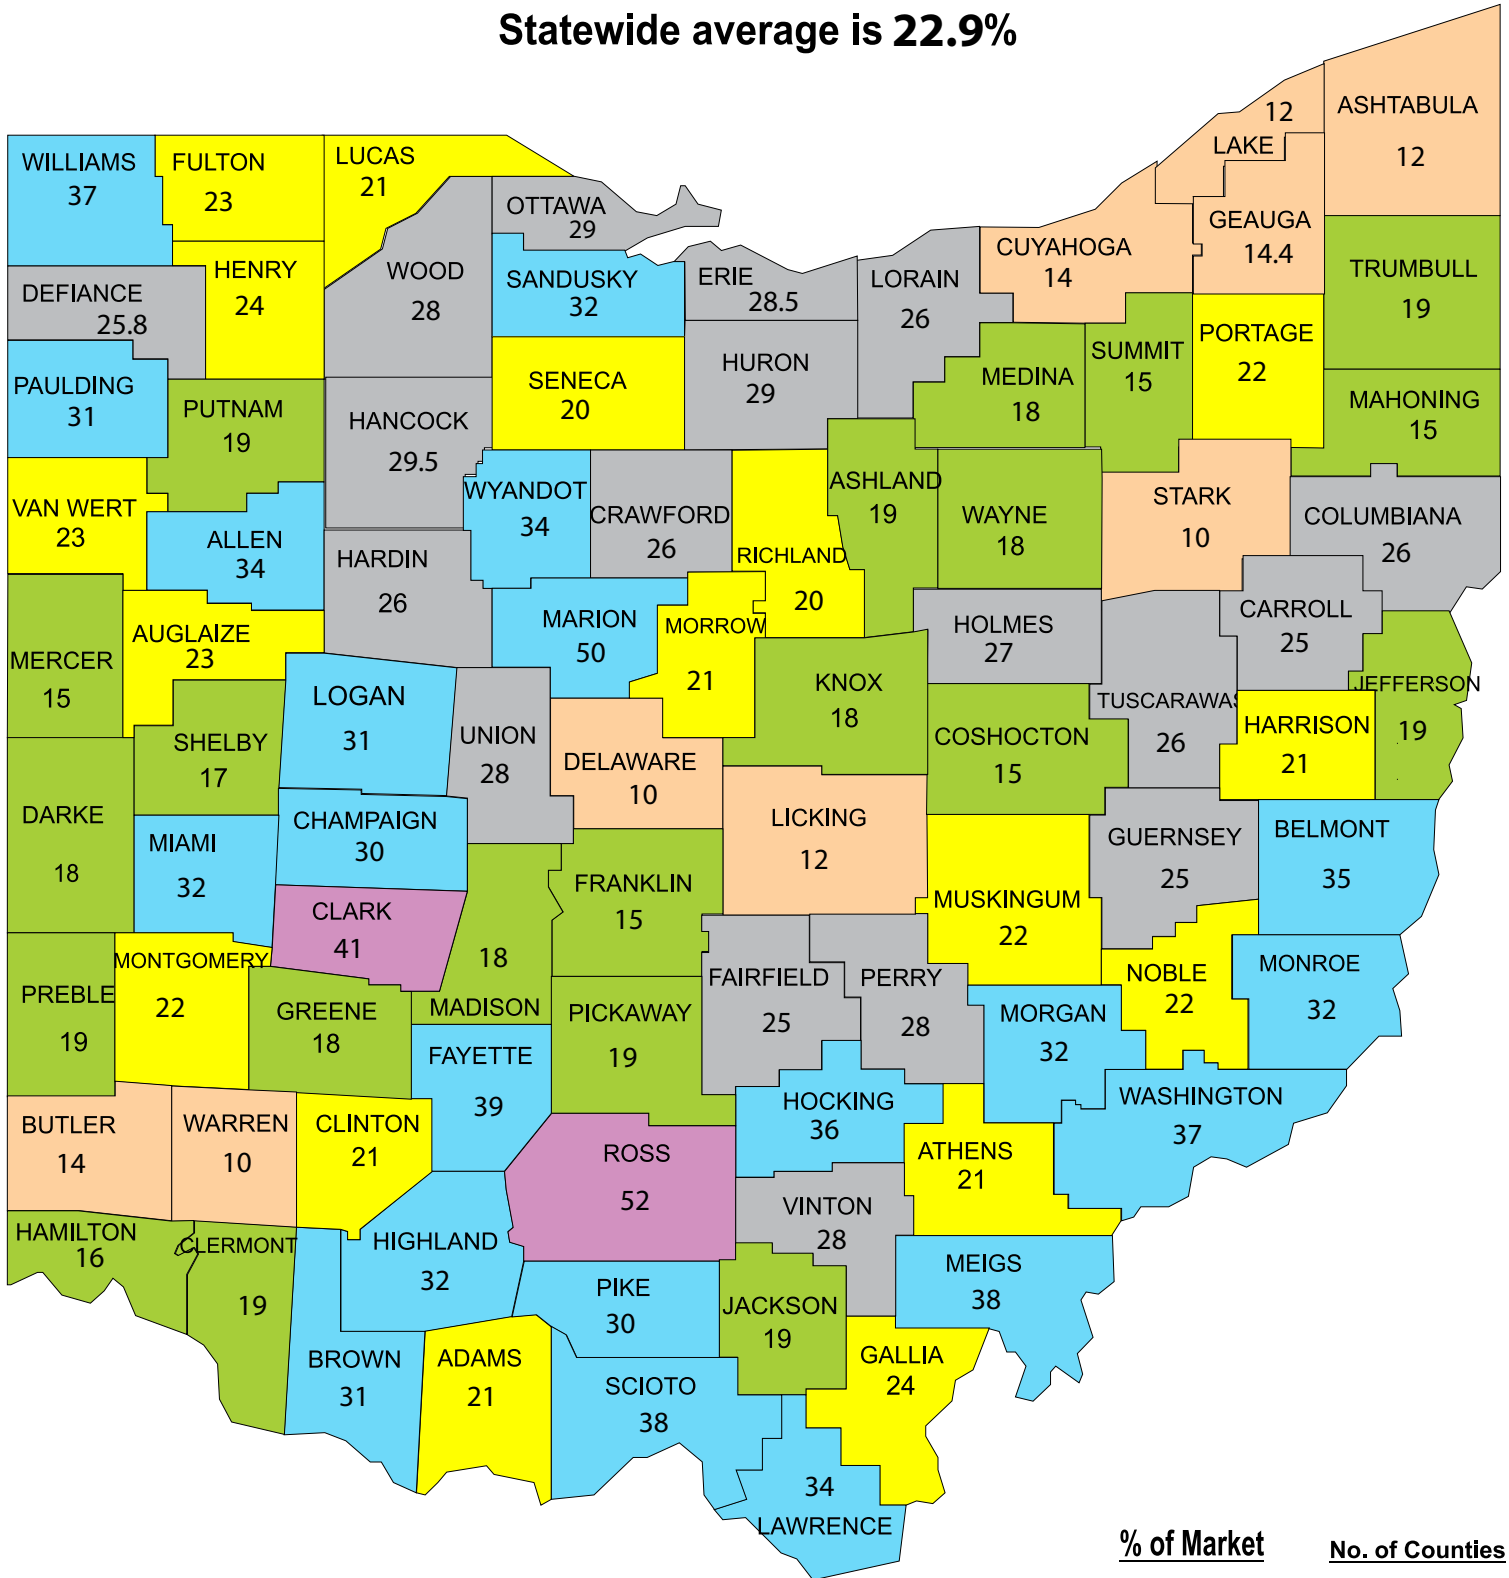 Statewide average is 22.9%
12
ASHTABULA
LAKE
12
WILLIAMS
37
FULTON
23
LUCAS
21
OTTAWA
29
GEAUGA
14.4
CUYAHOGA
14
HENRY
24
WOOD
28
SANDUSKY
32
ERIE
28.5
LORAIN
26
TRUMBULL
19
DEFIANCE
25.8
PORTAGE
22
PAULDING
31
SENECA
20
HURON
29
MEDINA
18
SUMMIT
15
MAHONING
15
PUTNAM
19
HANCOCK
29.5
VAN WERT
23
WYANDOT
34
CRAWFORD
26
RICHLAND
20
ASHLAND
19
WAYNE
18
STARK
10
COLUMBIANA
26
ALLEN
34
HARDIN
26
MARION
50
MORROW
21
HOLMES
27
CARROLL
25
AUGLAIZE
23
MERCER
15
LOGAN
31
KNOX
18
TUSCARAWAS
26
JEFFERSON
19
SHELBY
17
UNION
28
DELAWARE
10
COSHOCTON
15
HARRISON
21
DARKE
18
MIAMI
32
CHAMPAIGN
30
LICKING
12
GUERNSEY
25
BELMONT
35
CLARK
41
FRANKLIN
15
MUSKINGUM
22
18
MADISON
MONTGOMERY
22
PREBLE
19
GREENE
18
PICKAWAY
19
FAIRFIELD
25
PERRY
28
MORGAN
32
NOBLE
22
MONROE
32
FAYETTE
39
HOCKING
36
WASHINGTON
37
BUTLER
14
WARREN
10
CLINTON
21
ROSS
52
ATHENS
21
VINTON
28
HAMILTON
16
CLERMONT
19
HIGHLAND
32
PIKE
30
JACKSON
19
MEIGS
38
BROWN
31
ADAMS
21
SCIOTO
38
GALLIA
24
34
LAWRENCE
% of Market
No. of Counties